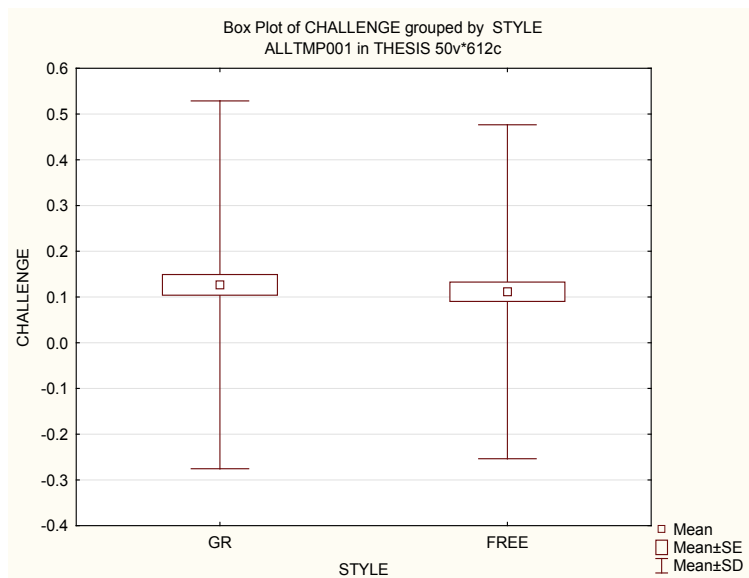 Box Plot of CHALLENGE grouped by STYLE
ALLTMP001 in THESIS 50v*612c
0.6
0.5
0.4
0.3
0.2
0.1
0.0
-0.1
-0.2
-0.3
-0.4
CHALLENGE
GR
FREE
STYLE
Mean
Mean±SE
Mean±SD